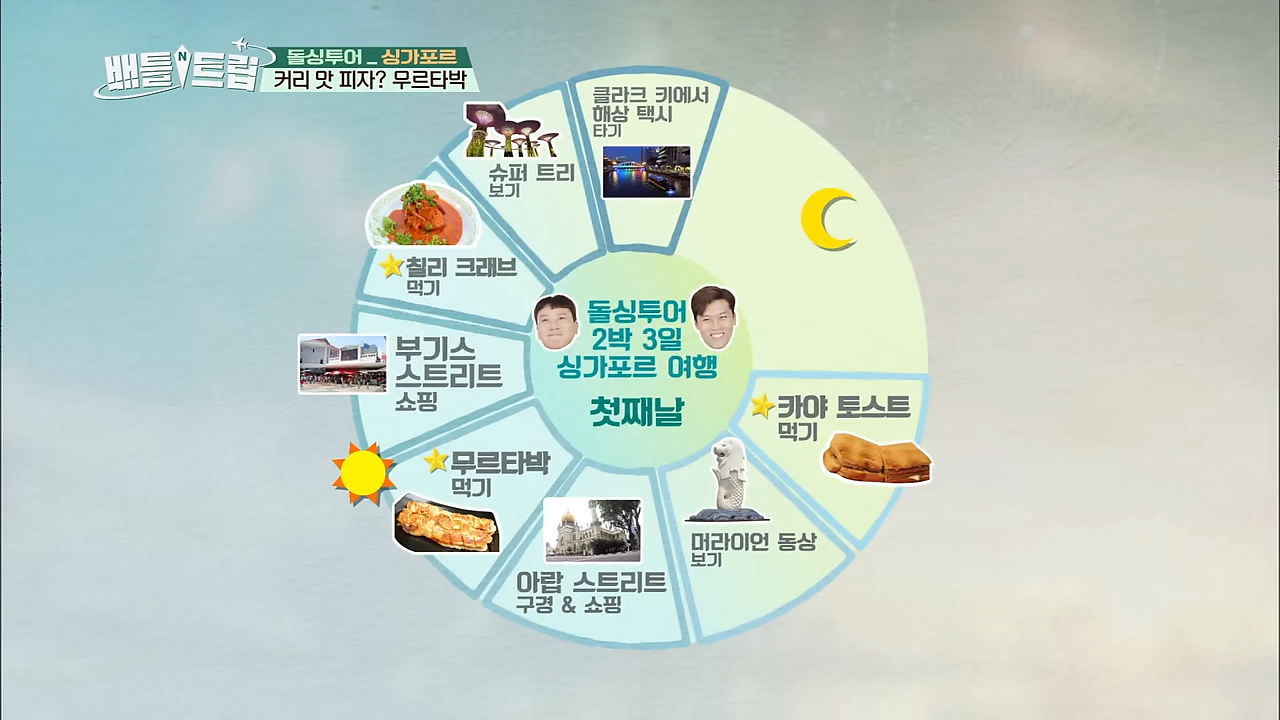 배틀트립
N
돌싱투어 _ 싱가포르
커리 맛 피자? 무르타박
클라크 키에서
해상 택시
타기
슈퍼 트리
보기
칠리 크래브
먹기
부기스
스트리트
쇼핑
무르타박
먹기
아랍 스트리트
구경 & 쇼핑
머라이언 동상
보기
카야 토스트
먹기
돌싱투어
2박 3일
싱가포르 여행
첫째날